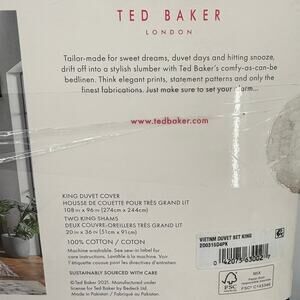 TED BAKER
LONDON
Tailor-made for sweet dreams, duvet days and hitting snooze,
drift off into a stylish slumber with Ted Baker's comfy-as-can-be
bedlinen. Think elegant prints, statement patterns and only the
finest fabrications. Just make sure to set your alarm...
www.tedbaker.com
KING DUVET COVER
HOUSSE DE COUETTE POUR TRÈS GRAND LIT
108IN x 96 IN (274cm x 244cm)
TWO KING SHAMS
DEUX COUVRE-OREILLERS TRÈS GRAND LIT
20IN x 36 IN (51cm x 91cm)
100% COTTON / COTON
Machine washable. See sew-in label for
care instructions. Lavable à la machine. Voir
l'étiquette cousue pour les directives d'entretien.
SUSTAINABLY SOURCED WITH CARE
©Ted Baker 2021. Manufactured under
license for Ted Baker by Bedeck Ltd.
Made in Pakistan / Fabriqué au Pakistan
VIETNM DUVET SET KING
FSC
MIX